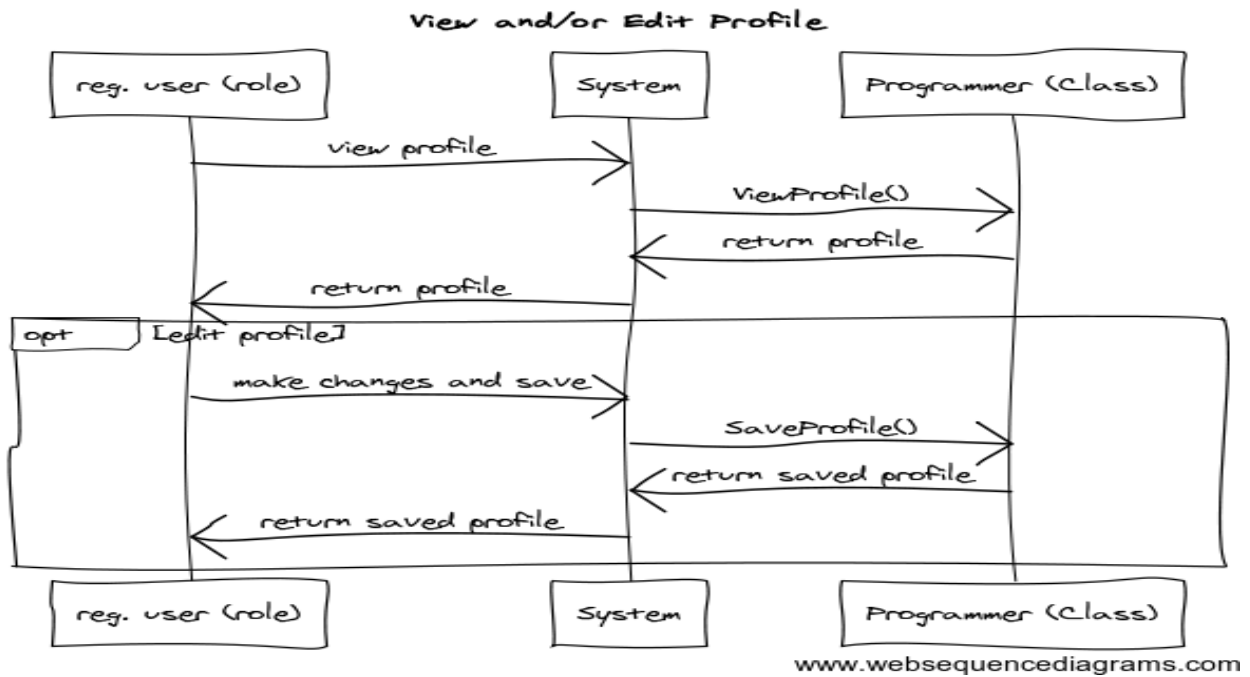 View and/or Edit Profile
reg. user (role)
System
Programmer (Class)
view profile
ViewProfile()
return profile
return profile
opt
[edit profile]
make changes and save
SaveProfile()
return saved profile
return saved profile
reg. user (role)
System
Programmer (Class)
www.websequencediagrams.com